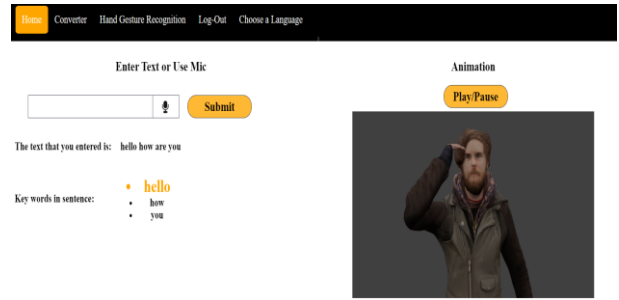 Home Converter Hand Gesture Recognition Log-Out Choose a Language
Enter Text or Use Mic
Submit
The text that you entered is: hello how are you
Key words in sentence:
• hello
• how
• you
Animation
Play/Pause